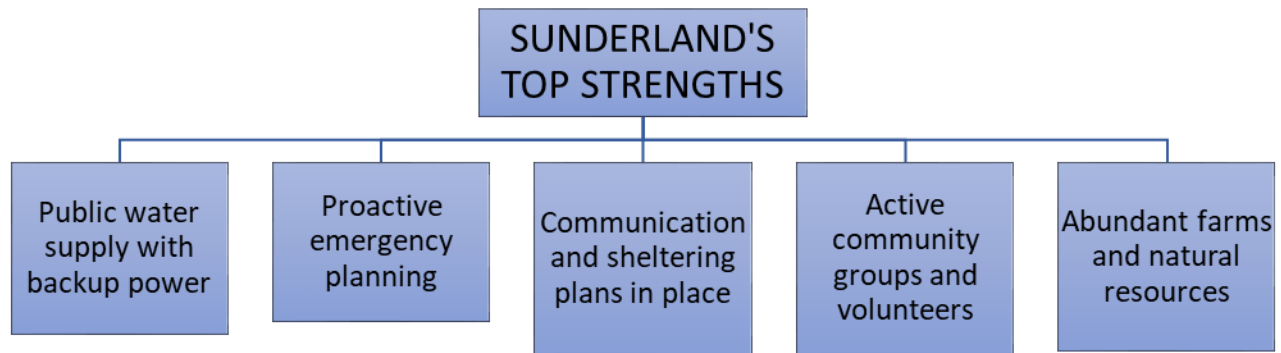 SUNDERLAND'S
TOP STRENGTHS
Public water
supply with
backup power
Proactive
emergency
planning
Communication
and sheltering
plans in place
Active
community
groups and
volunteers
Abundant farms
and natural
resources